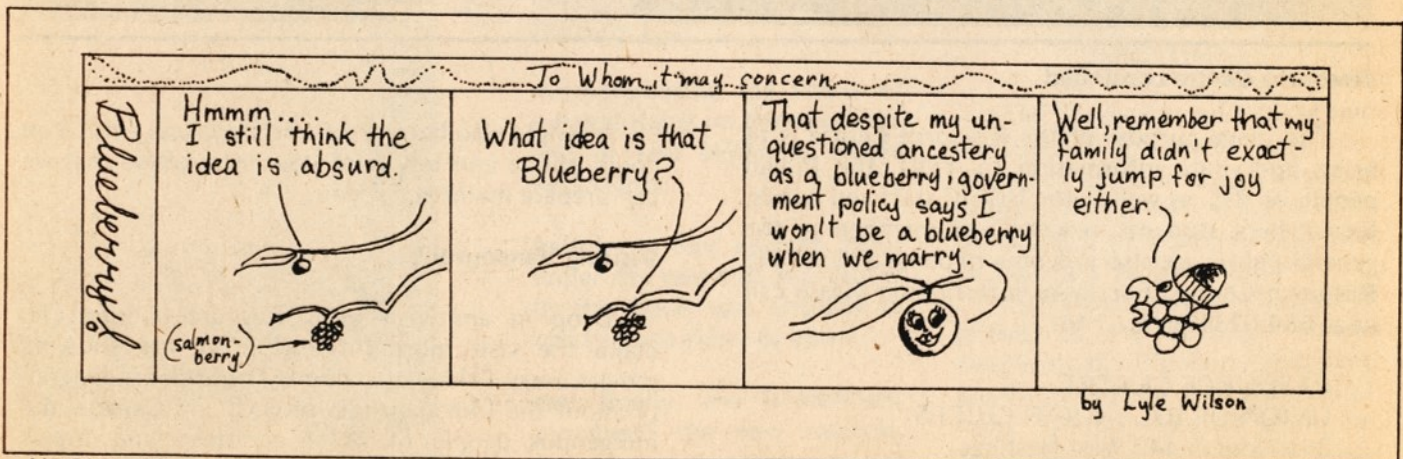 To Whom it may concern
Blueberry!
Hmmm....
I still think the
idea is absurd.
(salmon-
berry)
What idea is that
Blueberry?
That despite my un-
questioned ancestery
as a blueberry, govern-
ment policy says I
won't be a blueberry
when we marry.
Well, remember that my
family didn't exact-
ly jump for joy
either.
by Lyle Wilson